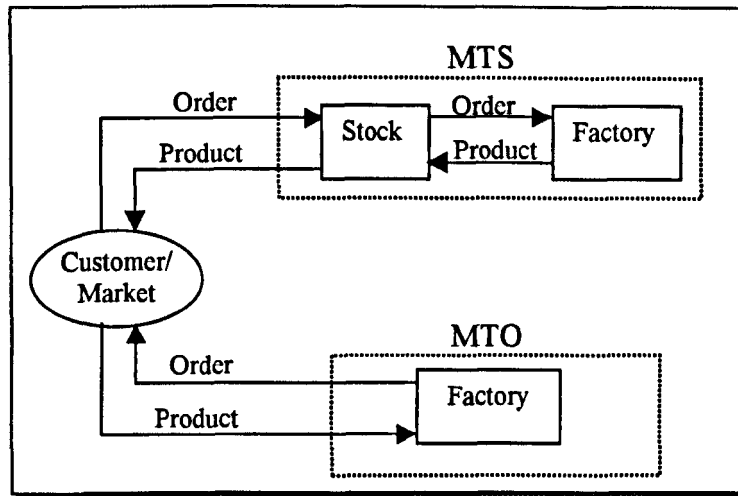 MTS
Order
Stock
Order
Factory
Product
Product
Customer/
Market
MTO
Order
Factory
Product